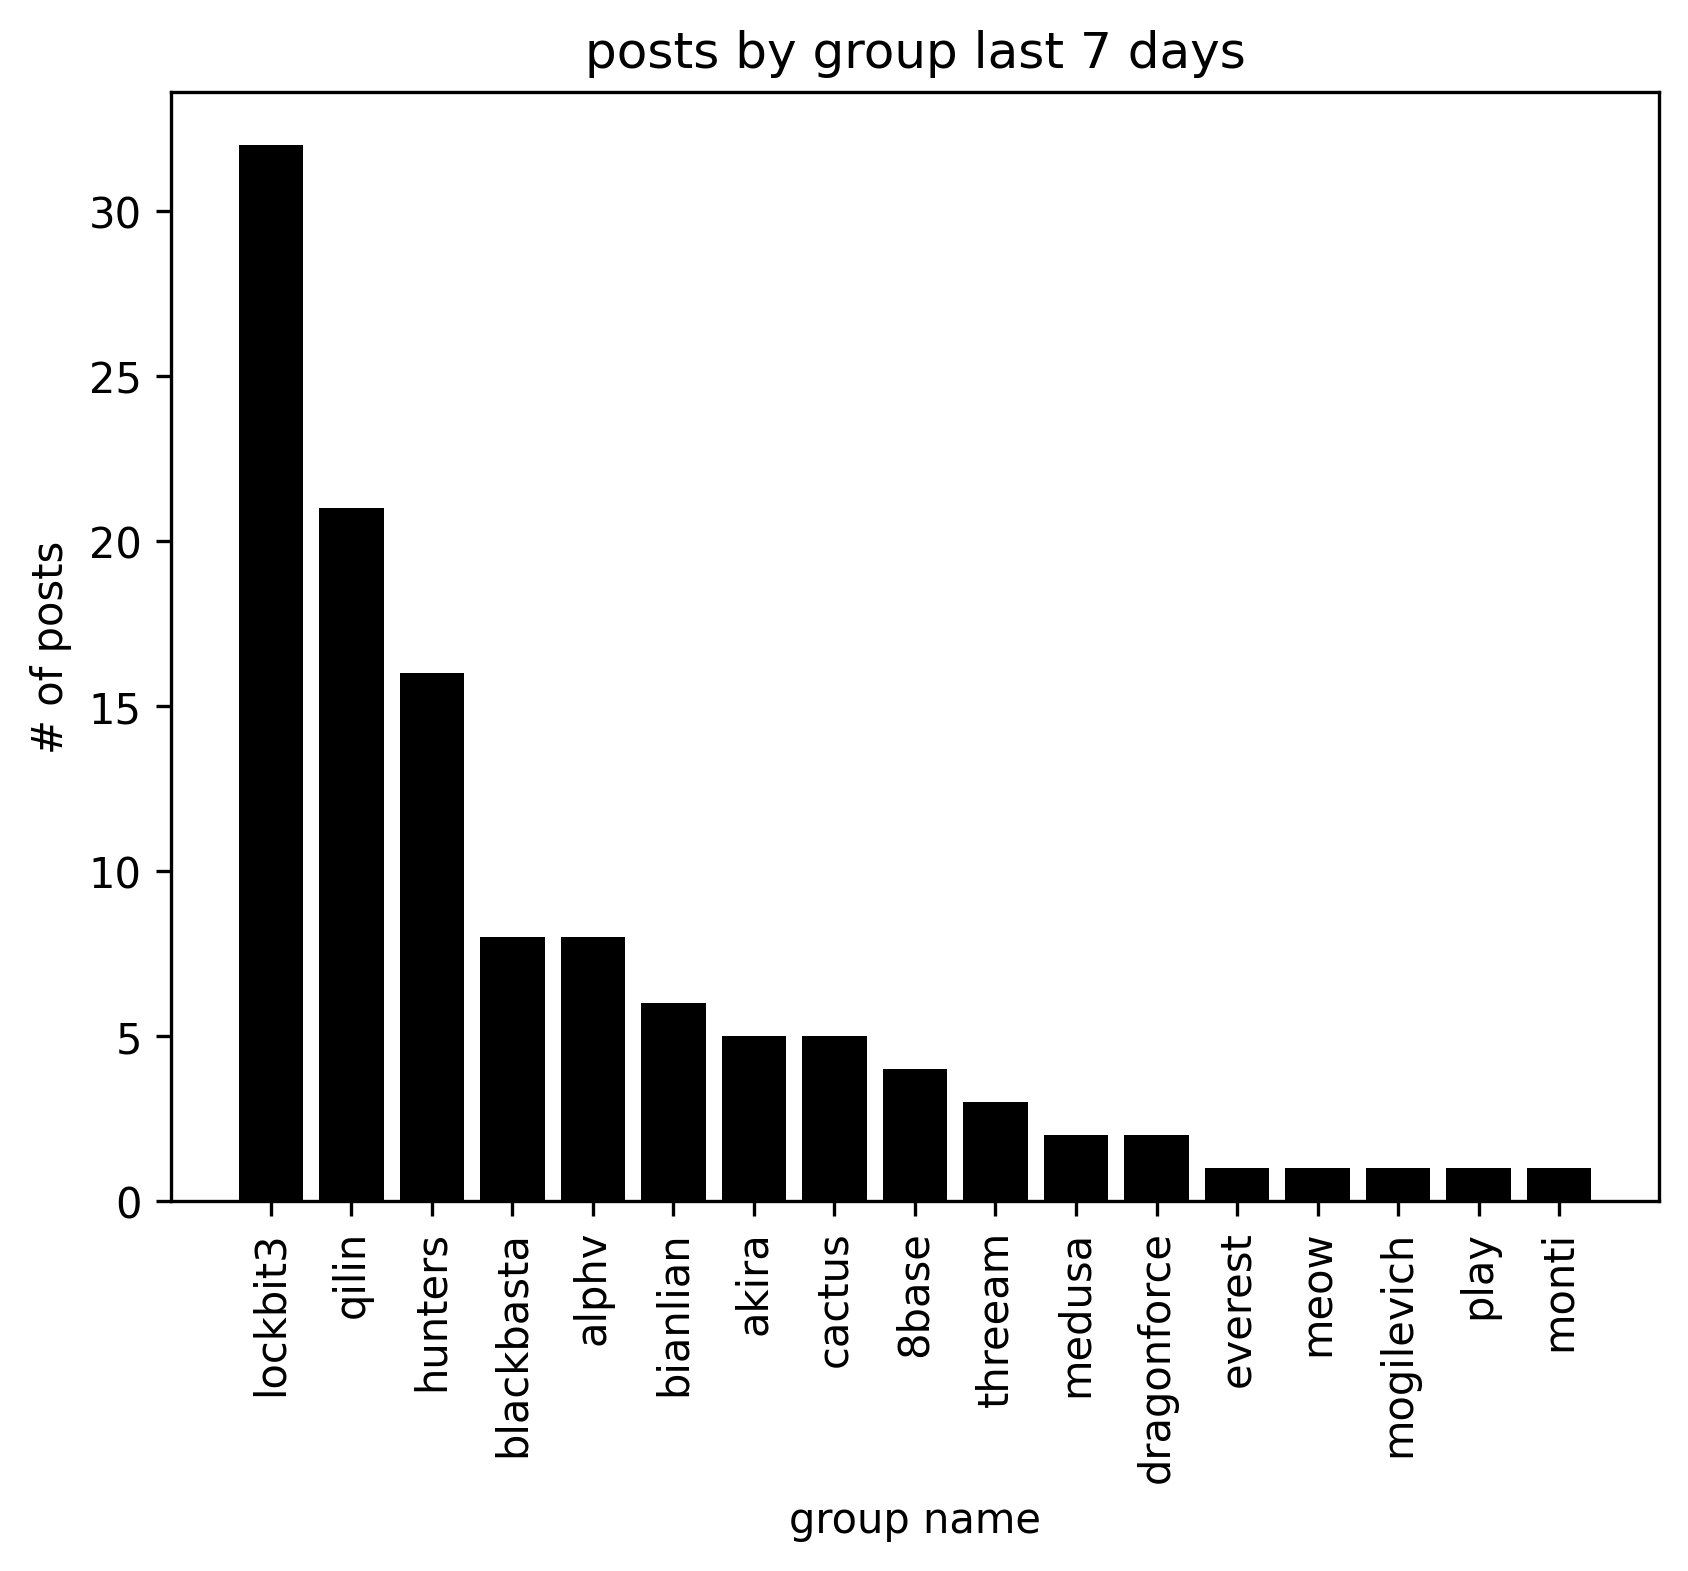 posts by group last 7 days
# of posts
30
25
20
15
10
5
0
lockbit3
qilin
hunters
blackbasta
alphv
bianlian
akira
cactus
8base
threeam
medusa
dragonforce
everest
meow
mogilevich
play
monti
group name